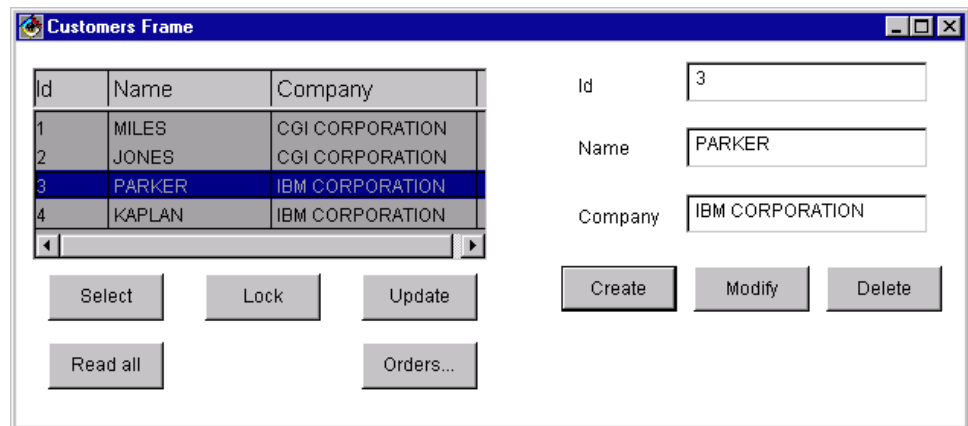 Customers Frame
Id Name Company
1 MILES CGI CORPORATION
2 JONES CGI CORPORATION
3 PARKER IBM CORPORATION
4 KAPLAN IBM CORPORATION
Select Lock Update
Read all Orders...
Id 3
Name PARKER
Company IBM CORPORATION
Create Modify Delete